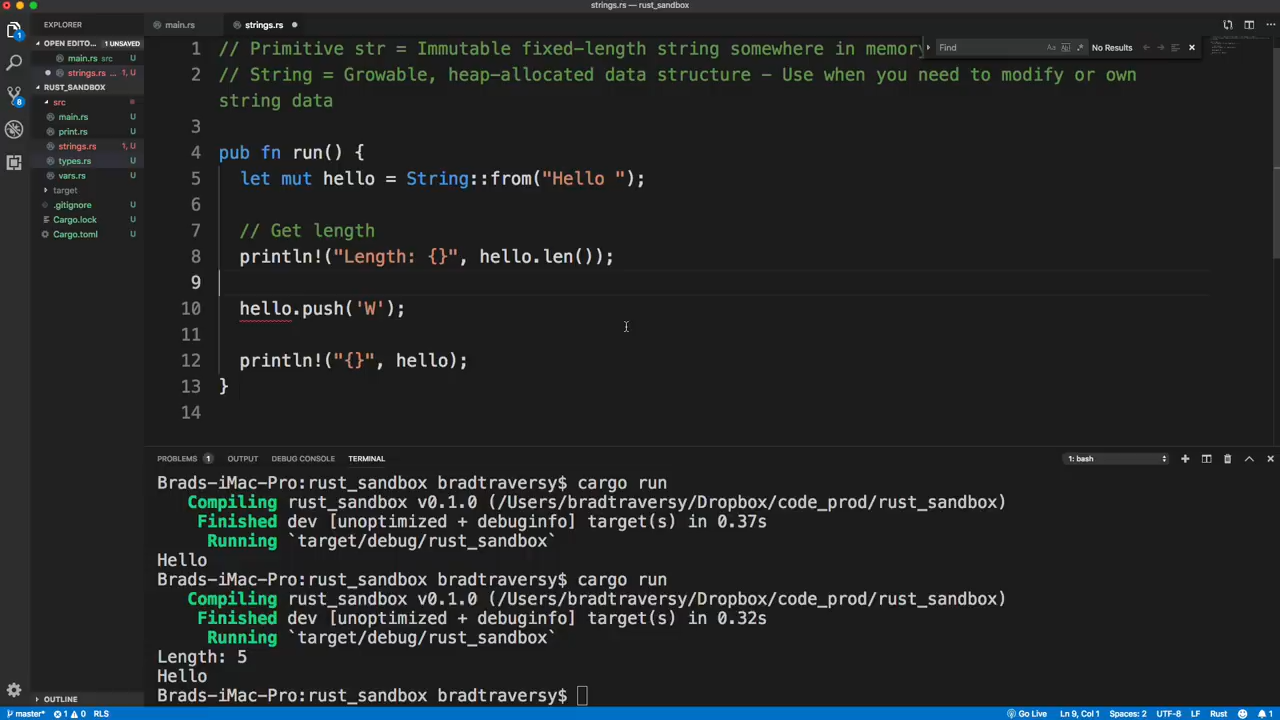 strings.rs — rust_sandbox
EXPLORER
main.rs
strings.rs
OPEN EDITO... 1 UNSAVED
main.rs src U
strings.rs ... 1, U
RUST_SANDBOX
src
main.rs U
print.rs U
strings.rs 1, U
types.rs U
vars.rs U
target
.gitignore U
Cargo.lock U
Cargo.toml U
OUTLINE
1
8
Find
No Results
1 // Primitive str = Immutable fixed-length string somewhere in memory
2 // String = Growable, heap-allocated data structure - Use when you need to modify or own
string data
3
4 pub fn run() {
5 let mut hello = String::from("Hello ");
6
7 // Get length
8 println!("Length: {}", hello.len());
9
10 hello.push('W');
11
12 println!("{}", hello);
13 }
14
PROBLEMS 1 OUTPUT DEBUG CONSOLE TERMINAL 1: bash
Brads-iMac-Pro:rust_sandbox bradtraversy$ cargo run
Compiling rust_sandbox v0.1.0 (/Users/bradtraversy/Dropbox/code_prod/rust_sandbox)
Finished dev [unoptimized + debuginfo] target(s) in 0.37s
Running `target/debug/rust_sandbox`
Hello
Brads-iMac-Pro:rust_sandbox bradtraversy$ cargo run
Compiling rust_sandbox v0.1.0 (/Users/bradtraversy/Dropbox/code_prod/rust_sandbox)
Finished dev [unoptimized + debuginfo] target(s) in 0.32s
Running `target/debug/rust_sandbox`
Length: 5
Hello
Brads-iMac-Pro:rust_sandbox bradtraversy$
master* 1 0 RLS Go Live Ln 9, Col 1 Spaces: 2 UTF-8 LF Rust 1